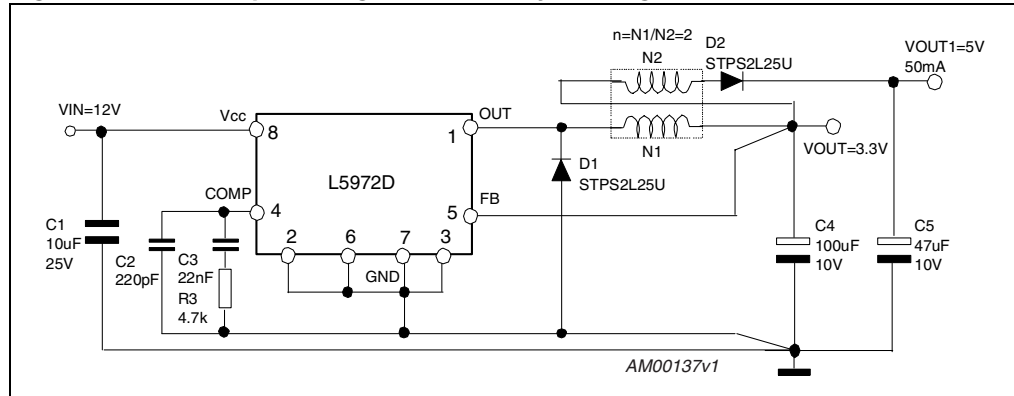 n=N1/N2=2
N2
D2
STPS2L25U
VOUT1=5V
50mA
VIN=12V
Vcc
8
OUT
1
N1
VOUT=3.3V
D1
STPS2L25U
L5972D
COMP
4
FB
5
2
6
7
3
GND
C1
10uF
25V
C2
220pF
C3
22nF
R3
4.7k
C4
100uF
10V
C5
47uF
10V
AM00137v1